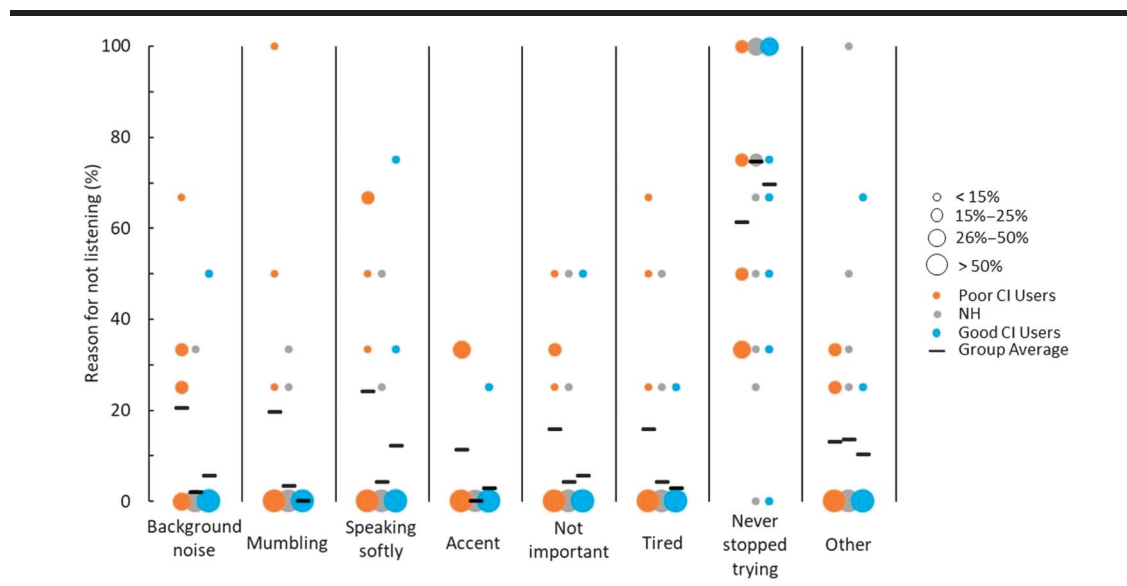 Reason for not listening (%)
100
80
60
40
20
0
Background
noise
Mumbling
Speaking
softly
Accent
Not
important
Tired
Never
stopped
trying
Other
< 15%
15%–25%
26%–50%
> 50%
Poor CI Users
NH
Good CI Users
Group Average